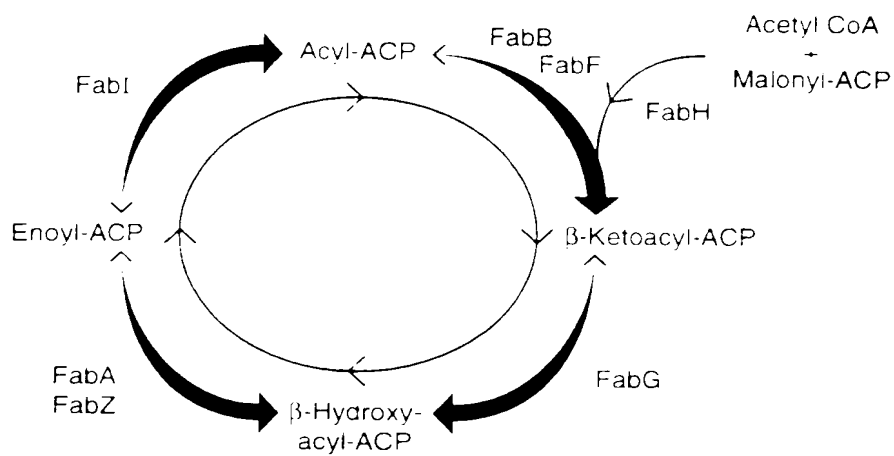 Acyl-ACP
FabB
FabF
Acetyl CoA
+
Malonyl-ACP
FabH
FabI
Enoyl-ACP
β-Ketoacyl-ACP
FabA
FabZ
β-Hydroxy-
acyl-ACP
FabG